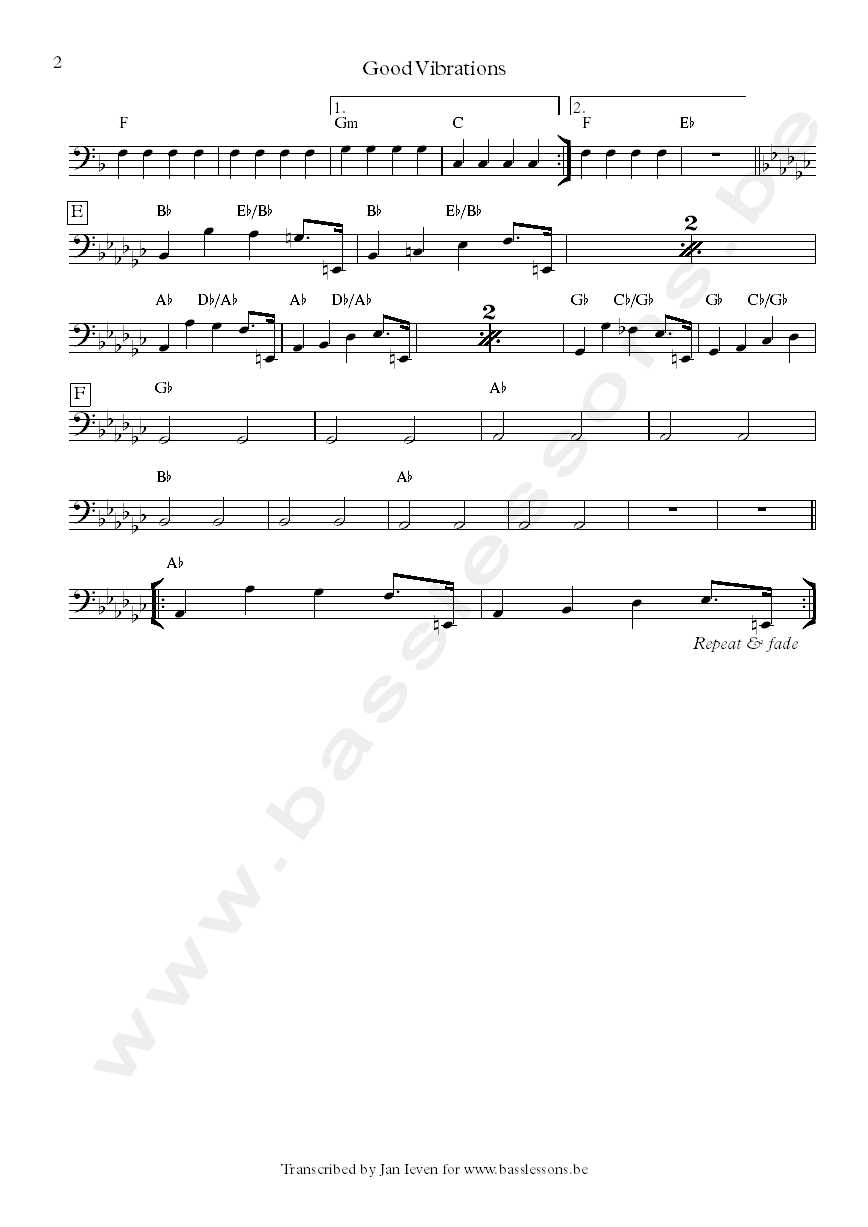 2
Good Vibrations
1. 2.
F Gm C F E♭
E
B♭ E♭/B♭ B♭ E♭/B♭
2
A♭ D♭/A♭ A♭ D♭/A♭ G♭ C♭/G♭ G♭ C♭/G♭
2
F
G♭ A♭
B♭ A♭
A♭
Repeat & fade
www.basslessons.be
Transcribed by Jan Ieven for www.basslessons.be